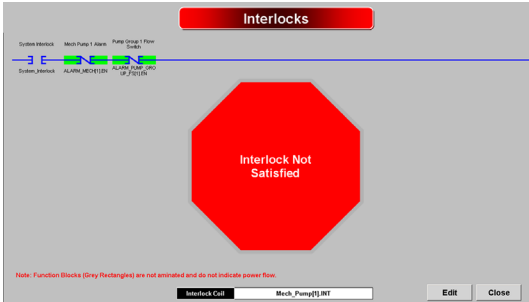 Interlocks
System Interlock
Mech Pump 1 Alarm
Pump Group 1 Flow
Switch
System_Interlock
ALARM_MECH[1].EN
ALARM_PUMP_GRO
UP_FS[1].EN
Interlock Not
Satisfied
Note: Function Blocks (Grey Rectangles) are not aminated and do not indicate power flow.
Interlock Coil
Mech_Pump[1].INT
Edit
Close